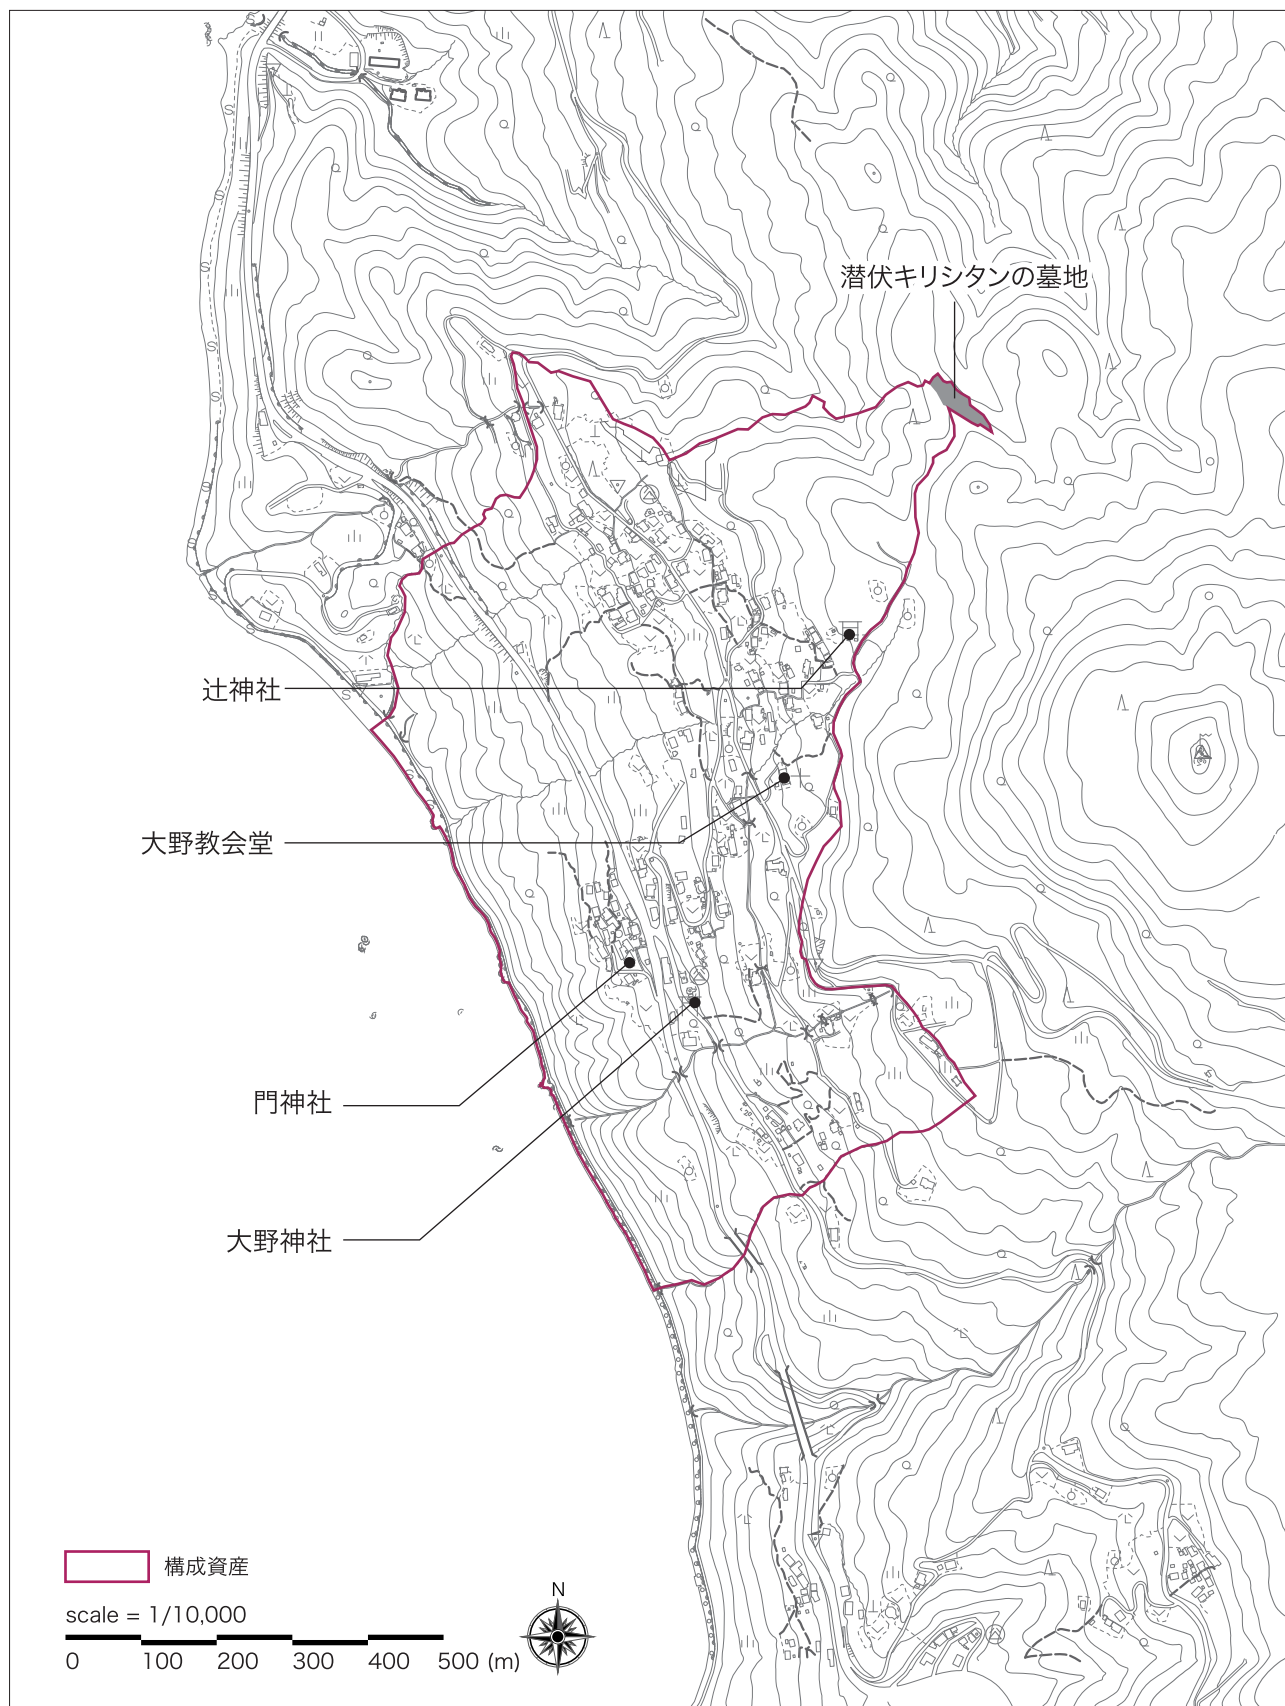 潜伏キリシタンの墓地
辻神社
大野教会堂
門神社
大野神社
構成資産
scale = 1/10,000
0 100 200 300 400 500 (m)
N